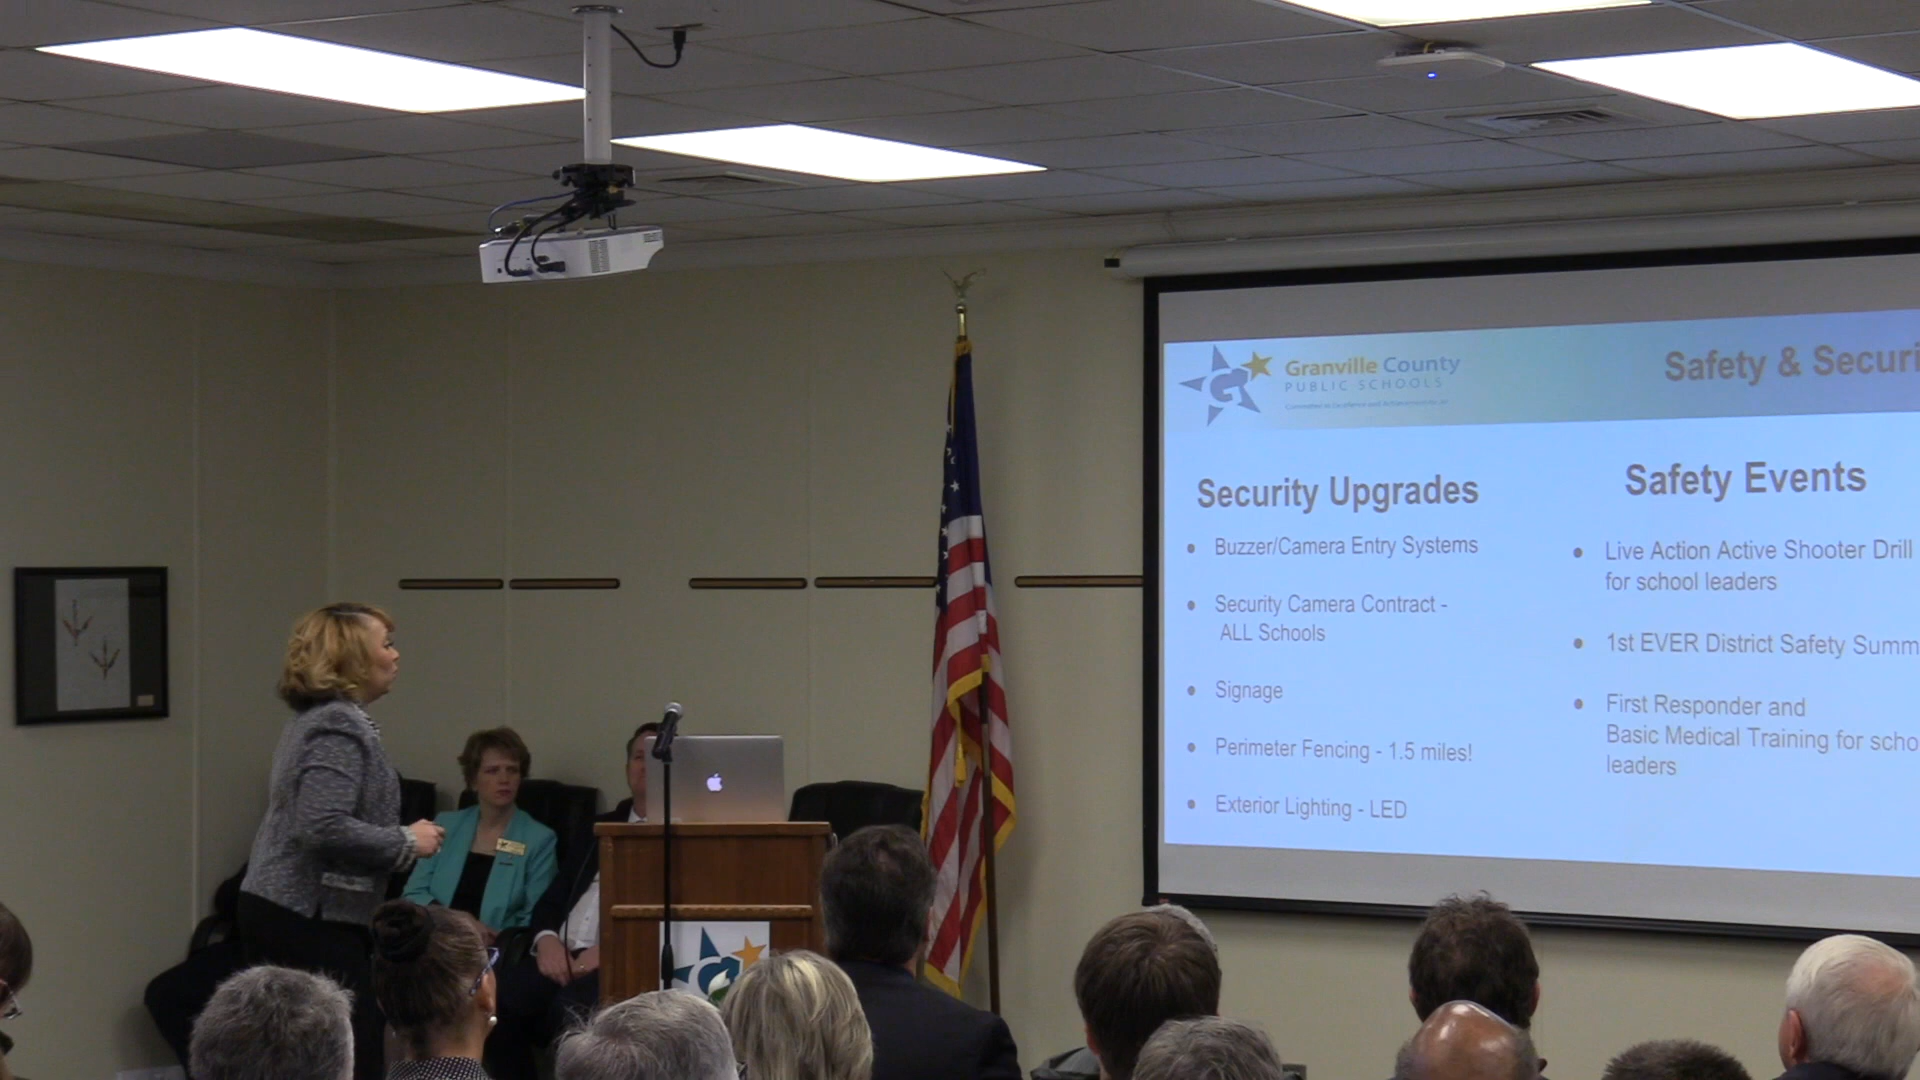 Granville County
PUBLIC SCHOOLS
Safety & Securi
Security Upgrades
• Buzzer/Camera Entry Systems
• Security Camera Contract -
ALL Schools
• Signage
• Perimeter Fencing - 1.5 miles!
• Exterior Lighting - LED
Safety Events
• Live Action Active Shooter Drill
for school leaders
• 1st EVER District Safety Summ
• First Responder and
Basic Medical Training for scho
leaders